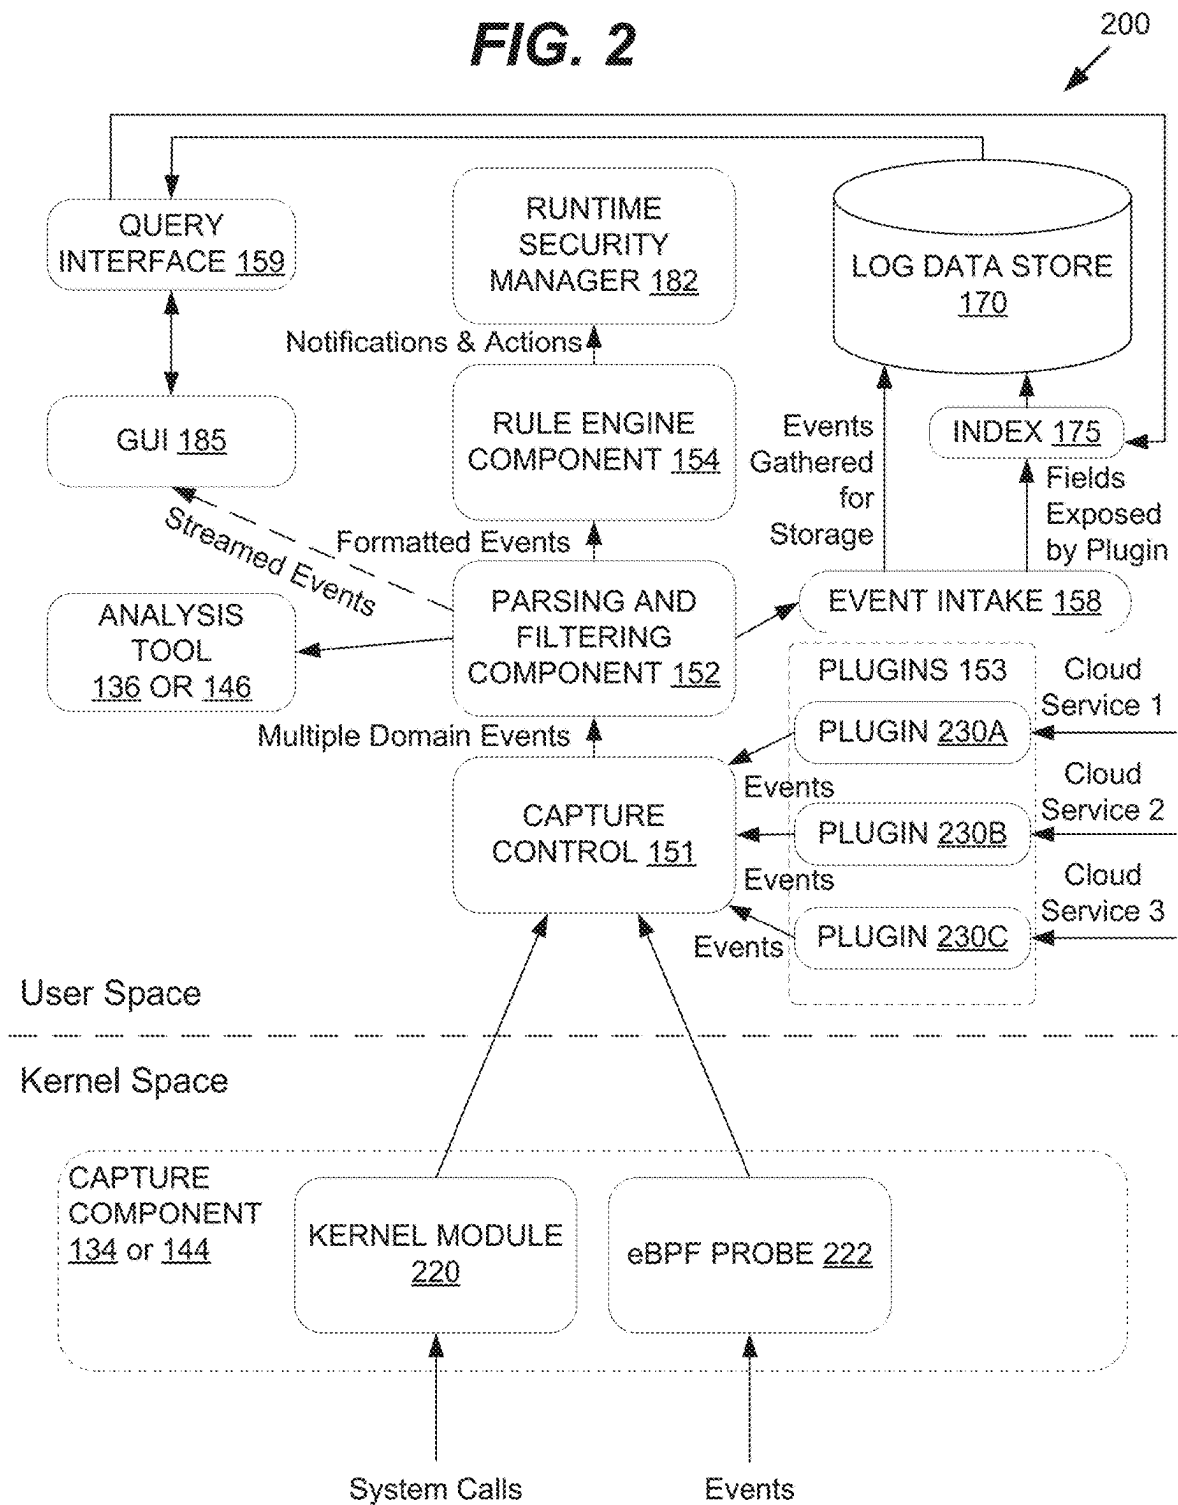 FIG. 2
200
QUERY
INTERFACE 159
RUNTIME
SECURITY
MANAGER 182
LOG DATA STORE
170
Notifications & Actions
GUI 185
RULE ENGINE
COMPONENT 154
Events
Gathered
for
Storage
INDEX 175
Fields
Exposed
by Plugin
Streamed Events
Formatted Events
ANALYSIS
TOOL
136 OR 146
PARSING AND
FILTERING
COMPONENT 152
EVENT INTAKE 158
Multiple Domain Events
PLUGINS 153
Cloud
Service 1
PLUGIN 230A
Events
CAPTURE
CONTROL 151
Cloud
Service 2
PLUGIN 230B
Events
Cloud
Service 3
PLUGIN 230C
Events
User Space
Kernel Space
CAPTURE
COMPONENT
134 or 144
KERNEL MODULE
220
eBPF PROBE 222
System Calls
Events